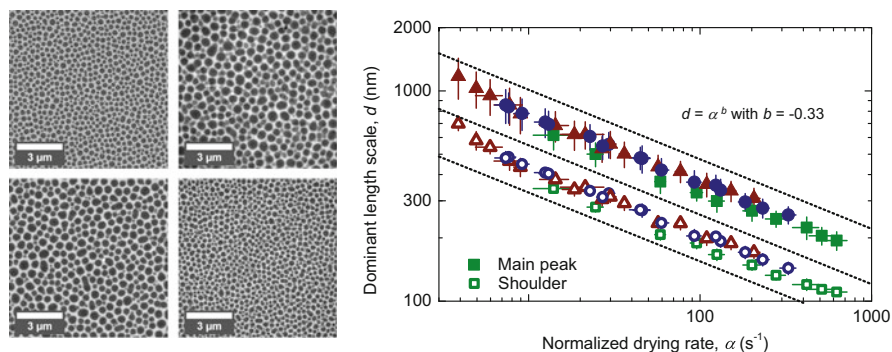 3 μm
3 μm
3 μm
3 μm
Dominant length scale, d (nm)
2000
1000
300
100
d = α^b with b = -0.33
Main peak
Shoulder
100
1000
Normalized drying rate, α (s⁻¹)